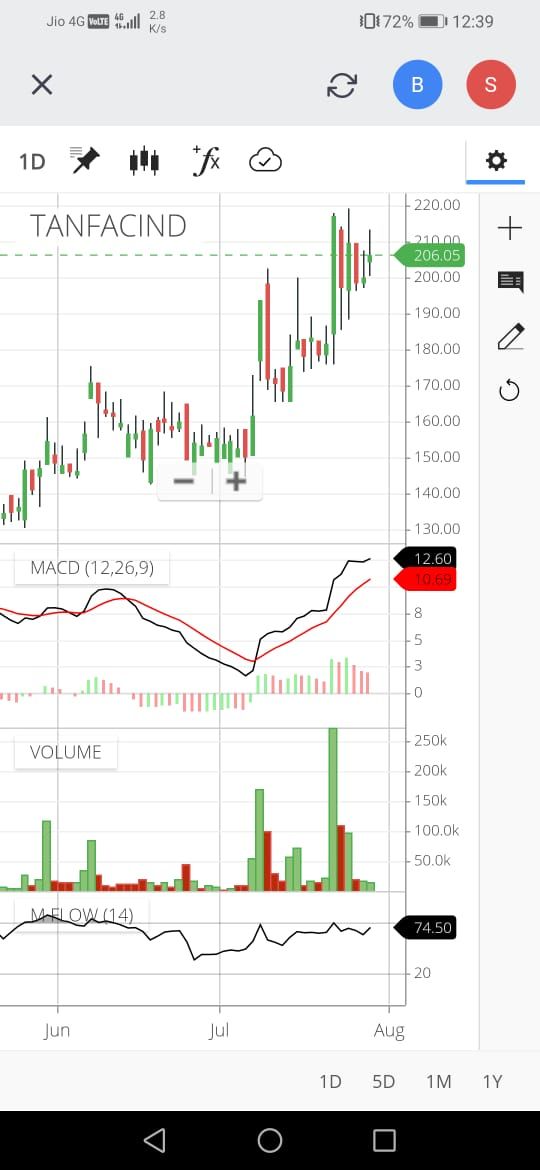 Jio 4G VoLTE 4G 2.8 K/s 72% 12:39
B S
1D fx
TANFACIND
220.00
210.00
206.05
200.00
190.00
180.00
170.00
160.00
150.00
140.00
130.00
MACD (12,26,9)
12.60
10.69
8
5
3
0
VOLUME
250k
200k
150k
100.0k
50.0k
M FLOW (14)
74.50
20
Jun Jul Aug
1D 5D 1M 1Y